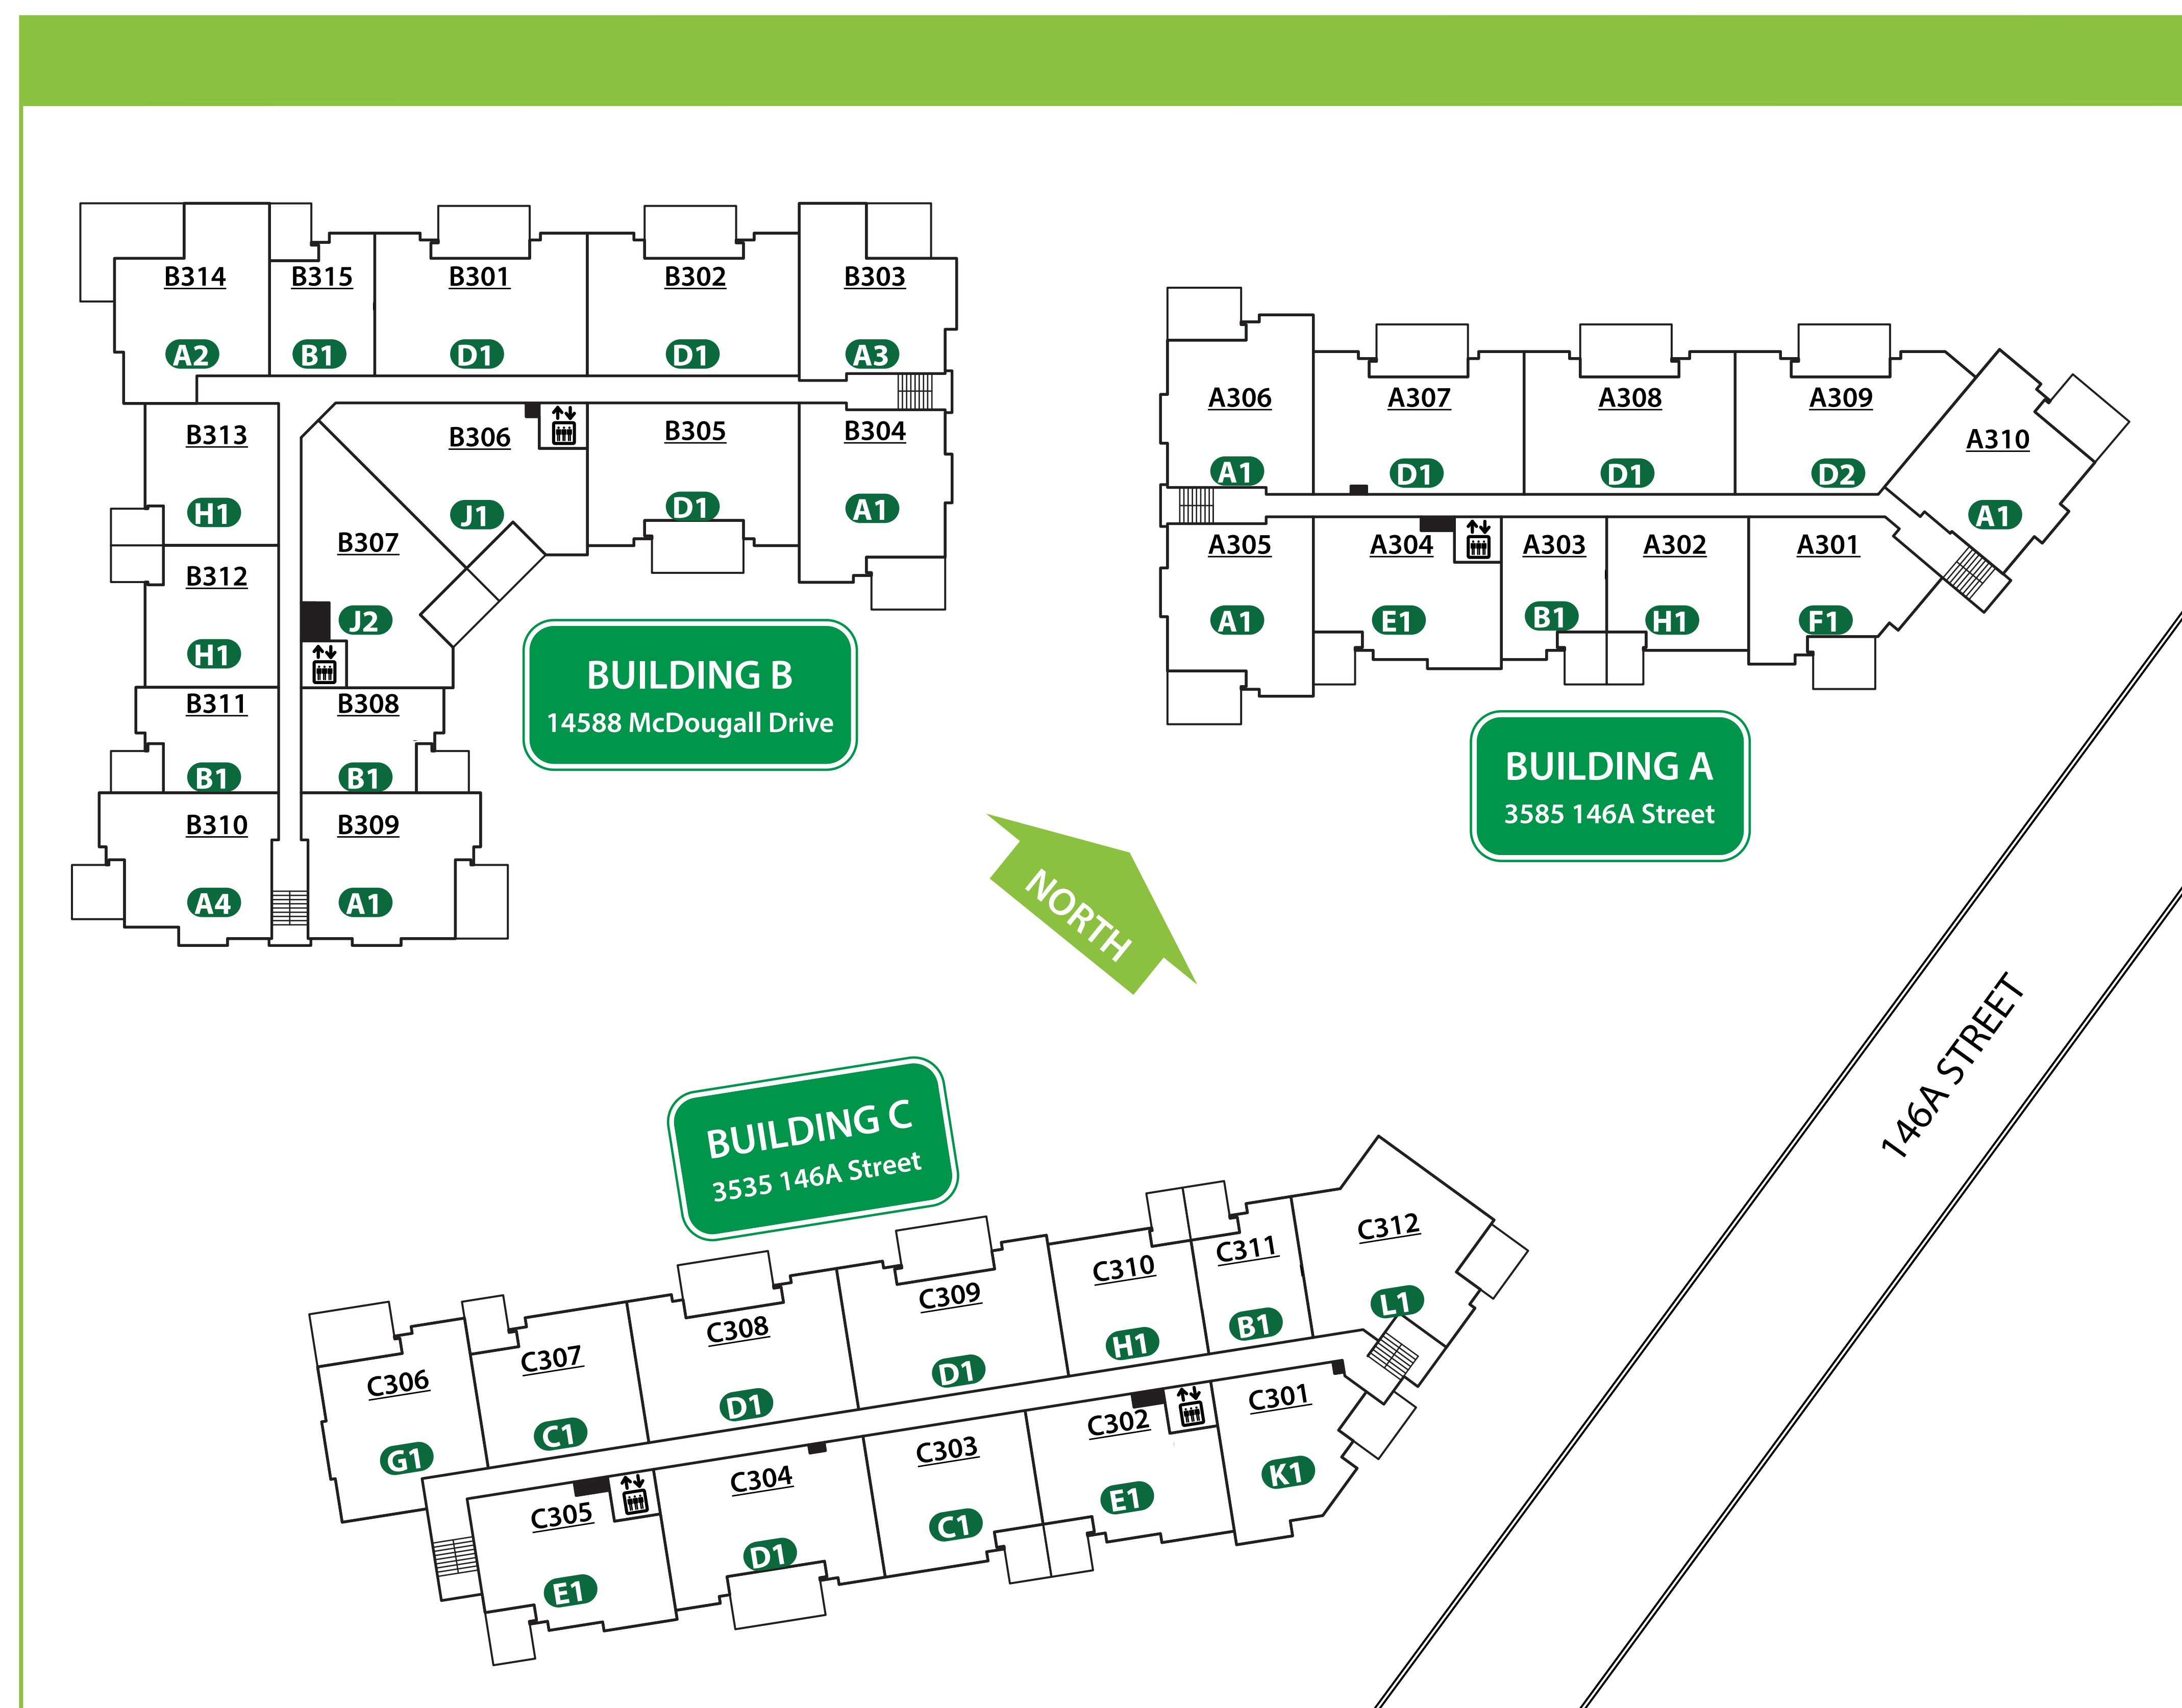 B314
B315
B301
B302
B303
A2
B1
D1
D1
A3
B313
B306
B305
B304
H1
J1
D1
A1
B307
B312
J2
H1
B311
B308
B1
B1
B310
B309
A4
A1
BUILDING B
14588 McDougall Drive
A306
A307
A308
A309
A310
A1
D1
D1
D2
A1
A305
A304
A303
A302
A301
A1
E1
B1
H1
F1
BUILDING A
3585 146A Street
NORTH
146A STREET
BUILDING C
3535 146A Street
C306
C307
C308
C309
C310
C311
C312
G1
C1
D1
D1
H1
B1
L1
C305
C304
C303
C302
C301
E1
D1
C1
E1
K1